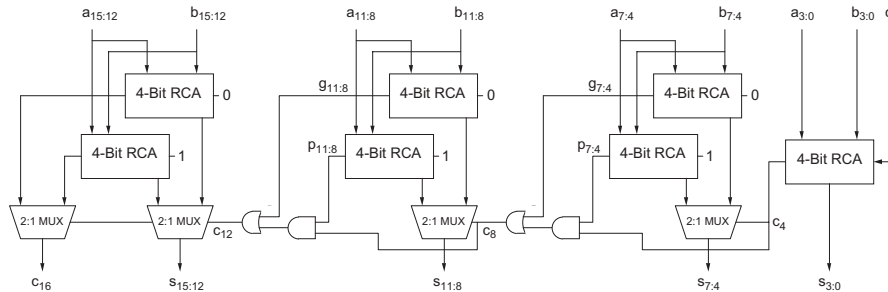 a15:12 b15:12 a11:8 b11:8 a7:4 b7:4 a3:0 b3:0 c
4-Bit RCA 0 g11:8 4-Bit RCA 0 g7:4 4-Bit RCA 0
4-Bit RCA 1 p11:8 4-Bit RCA 1 p7:4 4-Bit RCA 1 4-Bit RCA
2:1 MUX 2:1 MUX c12 2:1 MUX c8 2:1 MUX c4
c16 s15:12 s11:8 s7:4 s3:0